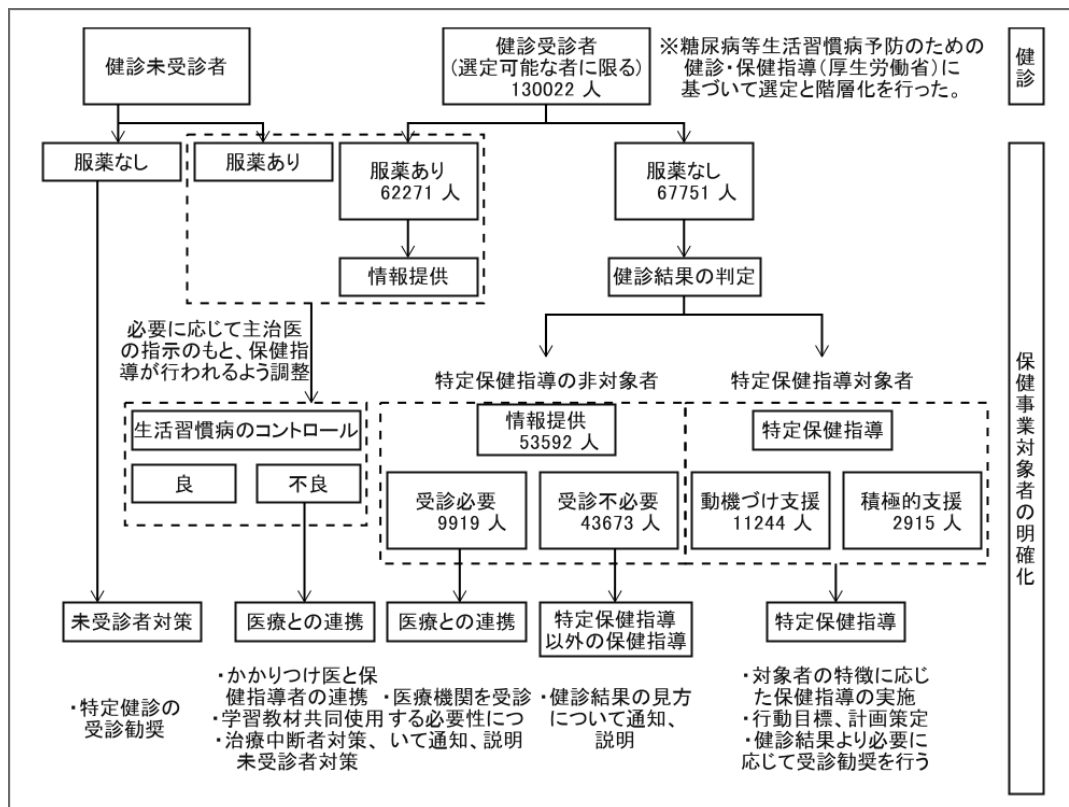 健診未受診者
健診受診者
(選定可能な者に限る)
130022 人
※糖尿病等生活習慣病予防のための
健診・保健指導(厚生労働省)に
基づいて選定と階層化を行った。
健診
服薬なし
服薬あり
服薬あり
62271 人
服薬なし
67751 人
情報提供
健診結果の判定
必要に応じて主治医
の指示のもと、保健指
導が行われるよう調整
特定保健指導の非対象者
特定保健指導対象者
生活習慣病のコントロール
良
不良
情報提供
53592 人
特定保健指導
受診必要
9919 人
受診不必要
43673 人
動機づけ支援
11244 人
積極的支援
2915 人
保健事業対象者の明確化
未受診者対策
医療との連携
医療との連携
特定保健指導
以外の保健指導
特定保健指導
・特定健診の
受診勧奨
・かかりつけ医と保
健指導者の連携
・学習教材共同使用
・治療中断者対策、
未受診者対策
・医療機関を受診
する必要性につ
いて通知、説明
・健診結果の見方
について通知、
説明
・対象者の特徴に応じ
た保健指導の実施
・行動目標、計画策定
・健診結果より必要に
応じて受診勧奨を行う